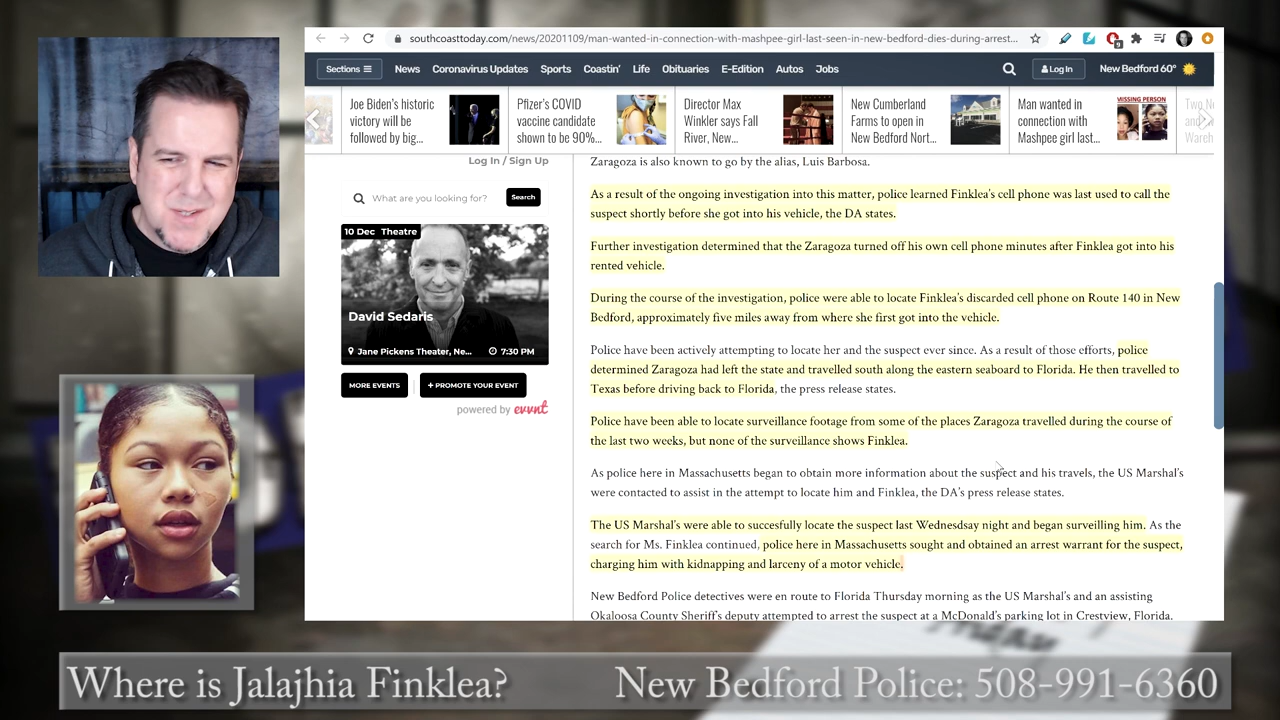 southcoasttoday.com/news/20201109/man-wanted-in-connection-with-mashpee-girl-last-seen-in-new-bedford-dies-during-arrest...
9
Sections
News
Coronavirus Updates
Sports
Coastin'
Life
Obituaries
E-Edition
Autos
Jobs
Log In
New Bedford 60°
Joe Biden's historic
victory will be
followed by big...
Pfizer's COVID
vaccine candidate
shown to be 90%...
Director Max
Winkler says Fall
River, New...
New Cumberland
Farms to open in
New Bedford Nort...
Man wanted in
connection with
Mashpee girl last...
MISSING PERSON
Log In / Sign Up
What are you looking for?
Search
10 Dec Theatre
David Sedaris
Jane Pickens Theater, Ne...
7:30 PM
MORE EVENTS
+ PROMOTE YOUR EVENT
powered by evvnt
Zaragoza is also known to go by the alias, Luis Barbosa.
As a result of the ongoing investigation into this matter, police learned Finklea's cell phone was last used to call the
suspect shortly before she got into his vehicle, the DA states.
Further investigation determined that the Zaragoza turned off his own cell phone minutes after Finklea got into his
rented vehicle.
During the course of the investigation, police were able to locate Finklea's discarded cell phone on Route 140 in New
Bedford, approximately five miles away from where she first got into the vehicle.
Police have been actively attempting to locate her and the suspect ever since. As a result of those efforts, police
determined Zaragoza had left the state and travelled south along the eastern seaboard to Florida. He then travelled to
Texas before driving back to Florida, the press release states.
Police have been able to locate surveillance footage from some of the places Zaragoza travelled during the course of
the last two weeks, but none of the surveillance shows Finklea.
As police here in Massachusetts began to obtain more information about the suspect and his travels, the US Marshal's
were contacted to assist in the attempt to locate him and Finklea, the DA's press release states.
The US Marshal's were able to succesfully locate the suspect last Wednesdsay night and began surveilling him. As the
search for Ms. Finklea continued, police here in Massachusetts sought and obtained an arrest warrant for the suspect,
charging him with kidnapping and larceny of a motor vehicle.
New Bedford Police detectives were en route to Florida Thursday morning as the US Marshal's and an assisting
Okaloosa County Sheriff's deputy attempted to arrest the suspect at a McDonald's parking lot in Crestview, Florida.
Where is Jalajhia Finklea?
New Bedford Police: 508-991-6360